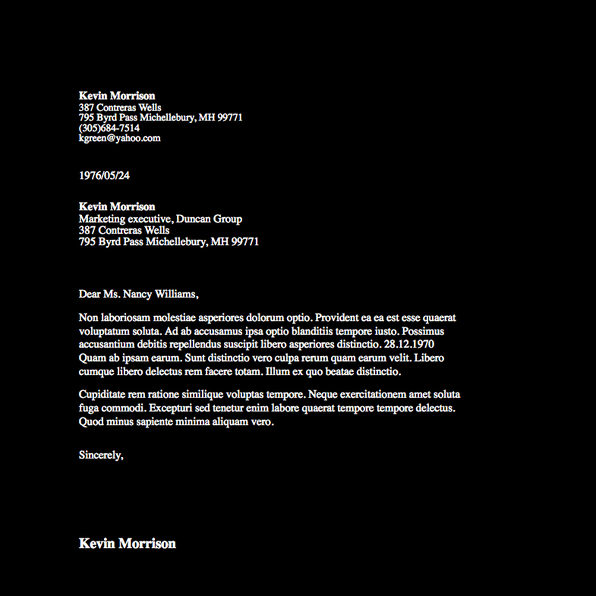 Kevin Morrison
387 Contreras Wells
795 Byrd Pass Michellebury, MH 99771
(305)684-7514
kgreen@yahoo.com
1976/05/24
Kevin Morrison
Marketing executive, Duncan Group
387 Contreras Wells
795 Byrd Pass Michellebury, MH 99771
Dear Ms. Nancy Williams,
Non laboriosam molestiae asperiores dolorum optio. Provident ea ea est esse quaerat
voluptatum soluta. Ad ab accusamus ipsa optio blanditiis tempore iusto. Possimus
accusantium debitis repellendus suscipit libero asperiores distinctio. 28.12.1970
Quam ab ipsam earum. Sunt distinctio vero culpa rerum quam earum velit. Libero
cumque libero delectus rem facere totam. Illum ex quo beatae distinctio.
Cupiditate rem ratione similique voluptas tempore. Neque exercitationem amet soluta
fuga commodi. Excepturi sed tenetur enim labore quaerat tempore tempore delectus.
Quod minus sapiente minima aliquam vero.
Sincerely,
Kevin Morrison